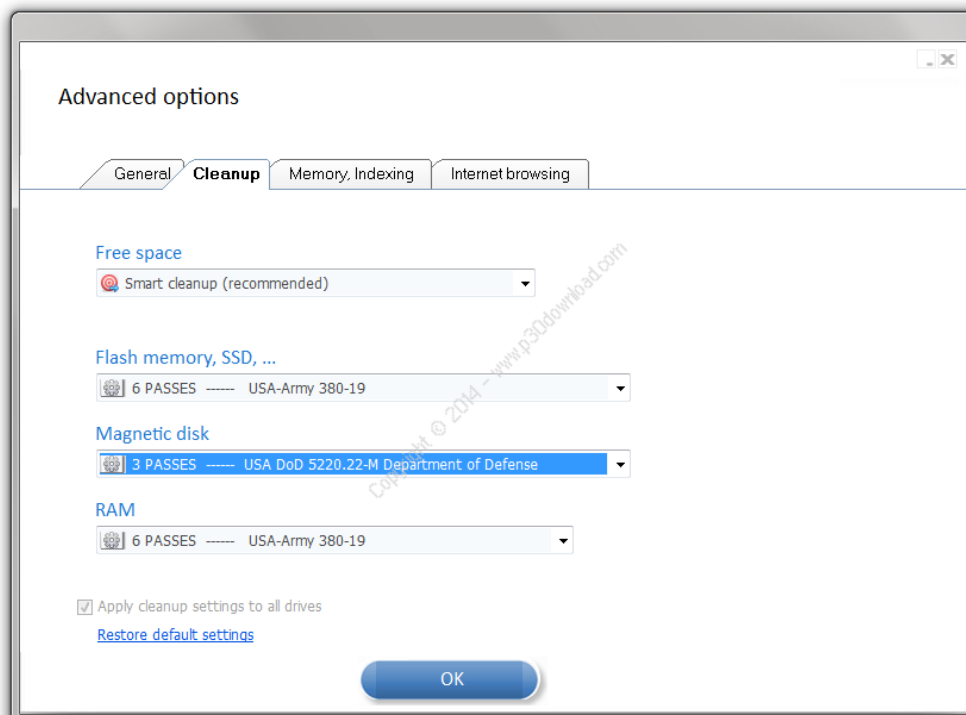 Advanced options
General Cleanup Memory, Indexing Internet browsing
Free space
Smart cleanup (recommended)
Flash memory, SSD, ...
6 PASSES ------ USA-Army 380-19
Magnetic disk
3 PASSES ------ USA DoD 5220.22-M Department of Defense
RAM
6 PASSES ------ USA-Army 380-19
Apply cleanup settings to all drives
Restore default settings
OK
Copyright © 2014 - www.p30download.com